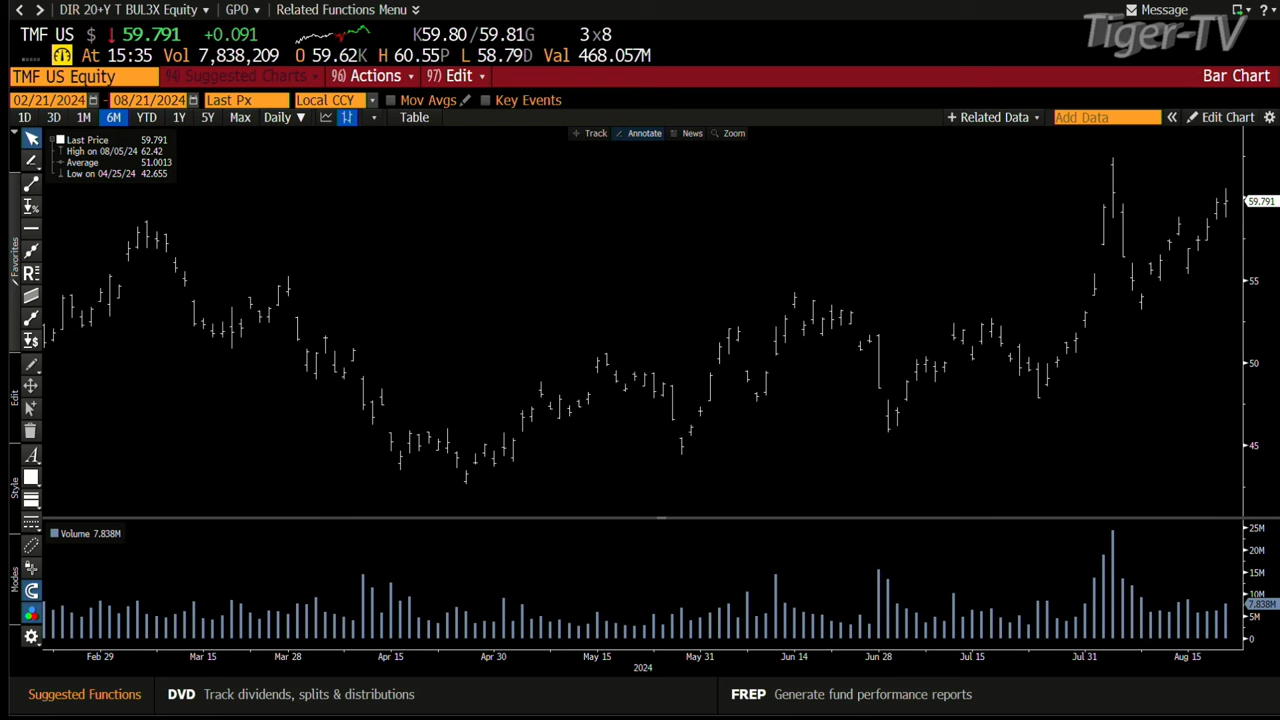 DIR 20+Y T BUL3X Equity GPO Related Functions Menu Message ?
Tiger-TV
TMF US $ 59.791 +0.091 K59.80/59.81G 3x8
At 15:35 Vol 7,838,209 O 59.62K H 60.55P L 58.79D Val 468.057M
TMF US Equity 94) Suggested Charts 96) Actions 97) Edit Bar Chart
02/21/2024 - 08/21/2024 Last Px Local CCY Mov Avgs Key Events
1D 3D 1M 6M YTD 1Y 5Y Max Daily ▼ Table + Related Data Add Data « Edit Chart
Track Annotate News Zoom
Last Price 59.791
High on 08/05/24 62.42
Average 51.0013
Low on 04/25/24 42.655
59.791
55
50
45
Favorites
Edit
Style
Modes
Volume 7.838M
25M
20M
15M
10M
7.838M
5M
0
Feb 29 Mar 15 Mar 28 Apr 15 Apr 30 May 15 May 31 Jun 14 Jun 28 Jul 15 Jul 31 Aug 15
2024
Suggested Functions DVD Track dividends, splits & distributions FREP Generate fund performance reports